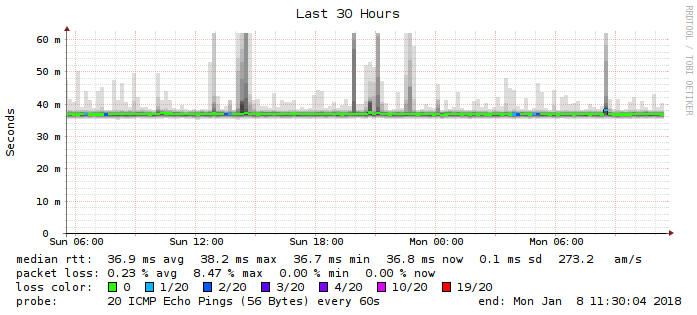 Last 30 Hours
RRDTOOL / TOBI OETIKER
Seconds
60 m
50 m
40 m
30 m
20 m
10 m
0
Sun 06:00 Sun 12:00 Sun 18:00 Mon 00:00 Mon 06:00
median rtt: 36.9 ms avg 38.2 ms max 36.7 ms min 36.8 ms now 0.1 ms sd 273.2 am/s
packet loss: 0.23 % avg 8.47 % max 0.00 % min 0.00 % now
loss color: 0 1/20 2/20 3/20 4/20 10/20 19/20
probe: 20 ICMP Echo Pings (56 Bytes) every 60s end: Mon Jan 8 11:30:04 2018